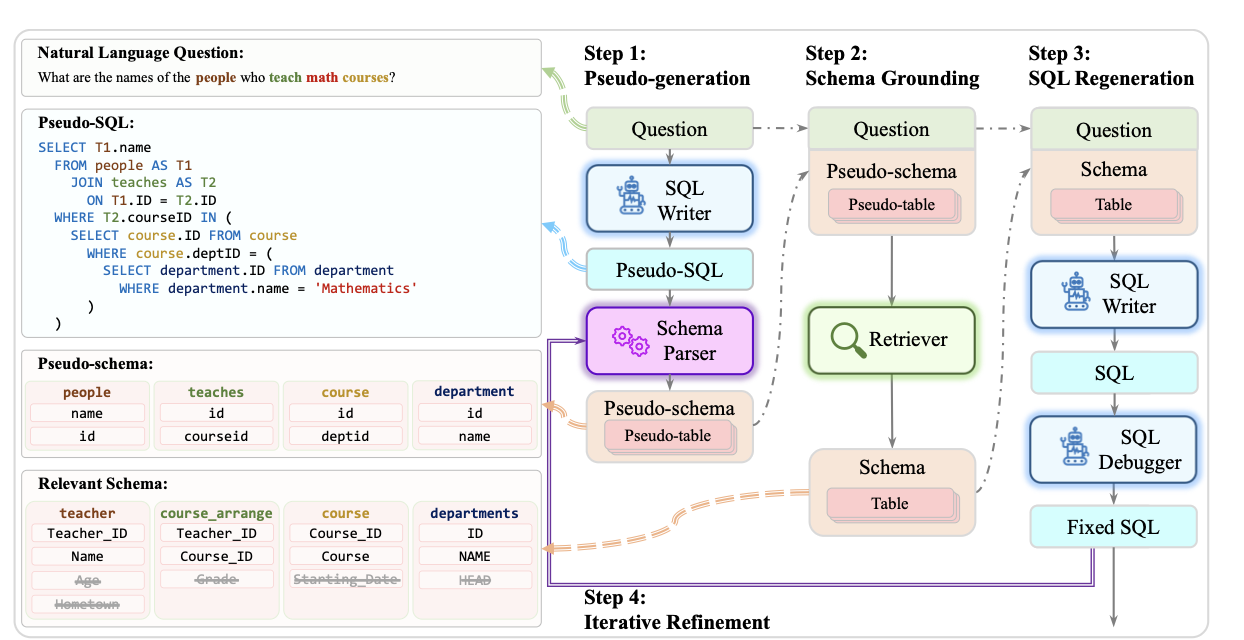 Natural Language Question:
What are the names of the people who teach math courses?
Pseudo-SQL:
SELECT T1.name
FROM people AS T1
JOIN teaches AS T2
ON T1.ID = T2.ID
WHERE T2.courseID IN (
SELECT course.ID FROM course
WHERE course.deptID = (
SELECT department.ID FROM department
WHERE department.name = 'Mathematics'
)
)
Pseudo-schema:
people teaches course department
name id id id
id courseid deptid name
Relevant Schema:
teacher course_arrange course departments
Teacher_ID Teacher_ID Course_ID ID
Name Course_ID Course NAME
Age Grade Starting_Date HEAD
Hometown
Step 1:
Pseudo-generation
Question
SQL
Writer
Pseudo-SQL
Schema
Parser
Pseudo-schema
Pseudo-table
Step 2:
Schema Grounding
Question
Pseudo-schema
Pseudo-table
Retriever
Schema
Table
Step 3:
SQL Regeneration
Question
Schema
Table
SQL
Writer
SQL
SQL
Debugger
Fixed SQL
Step 4:
Iterative Refinement